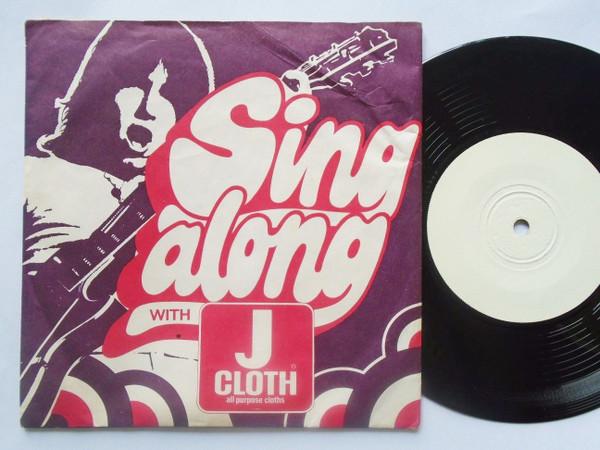 Sing
along
WITH
J
CLOTH
all purpose cloths